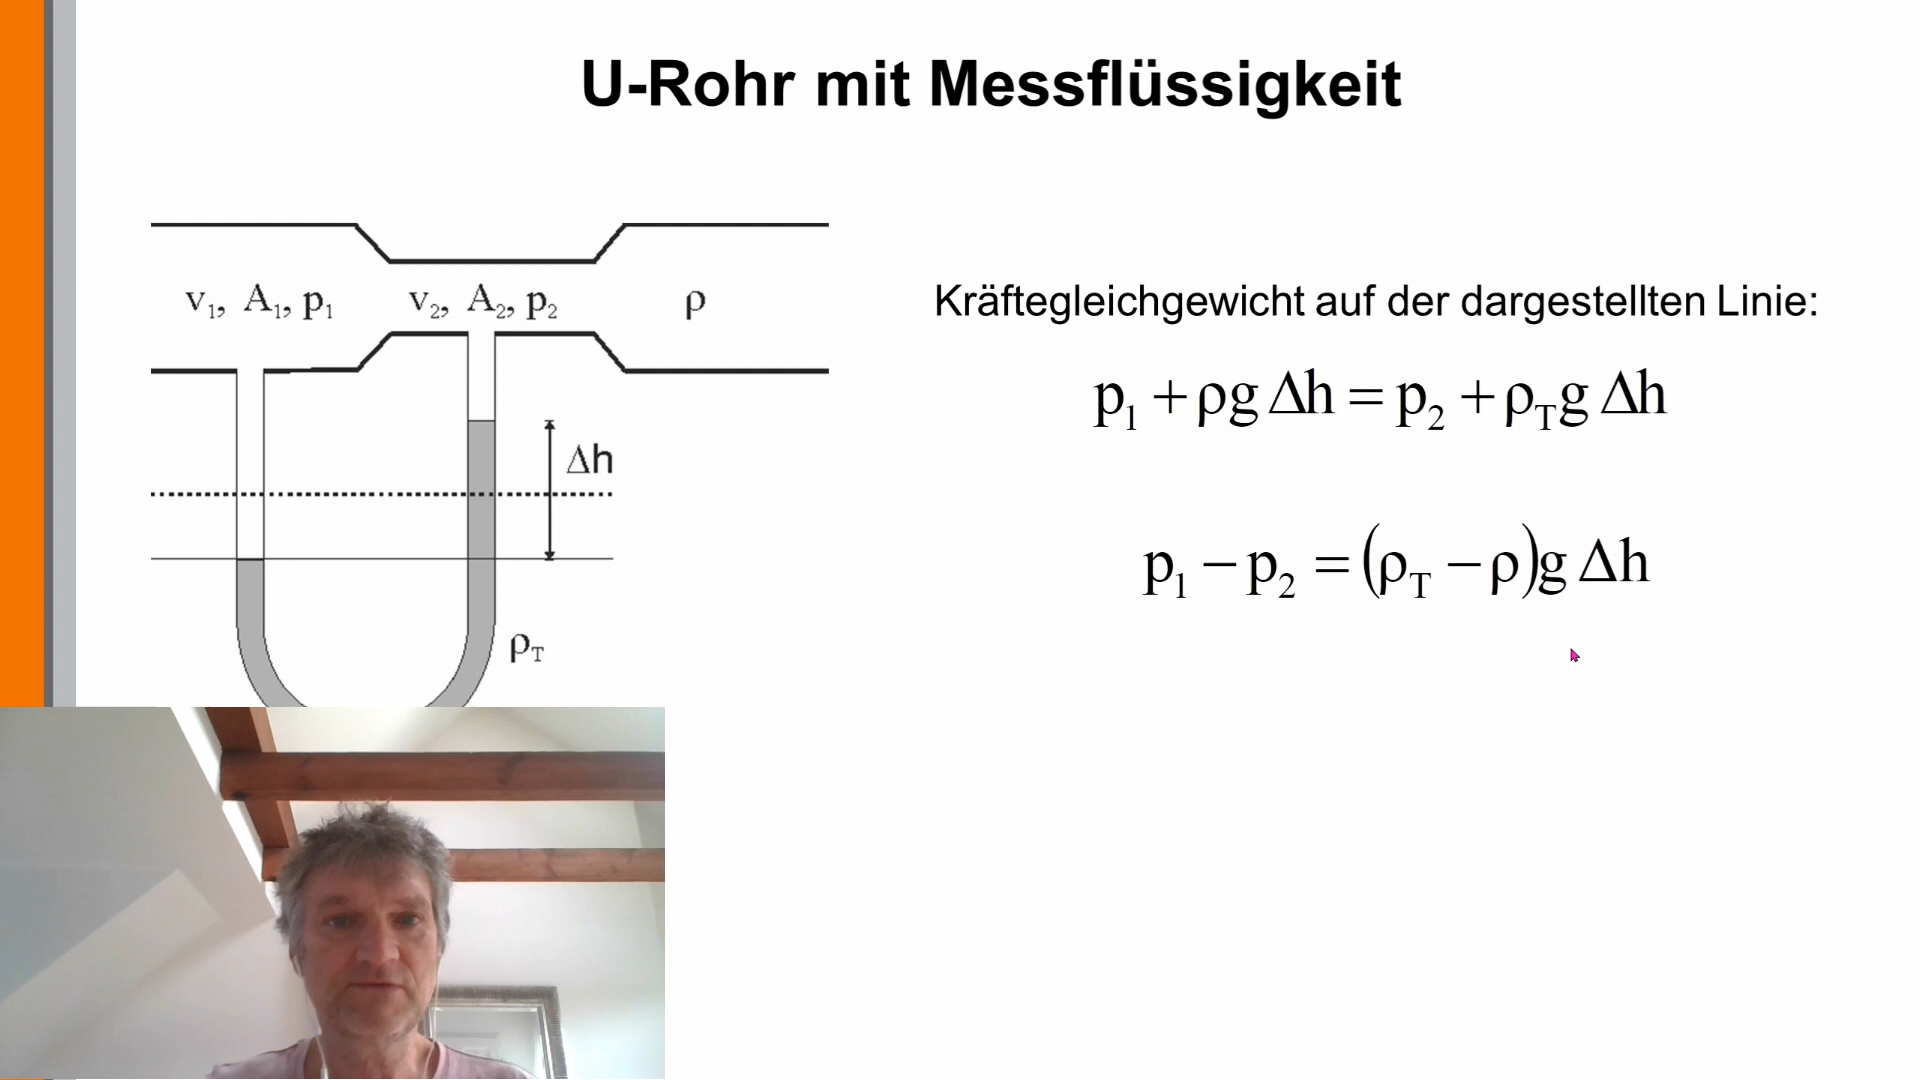 U-Rohr mit Messflüssigkeit
v₁, A₁, p₁ v₂, A₂, p₂ ρ
Δh
ρ_T
Kräftegleichgewicht auf der dargestellten Linie:
p₁ + ρg Δh = p₂ + ρ_T g Δh
p₁ − p₂ = (ρ_T − ρ)g Δh